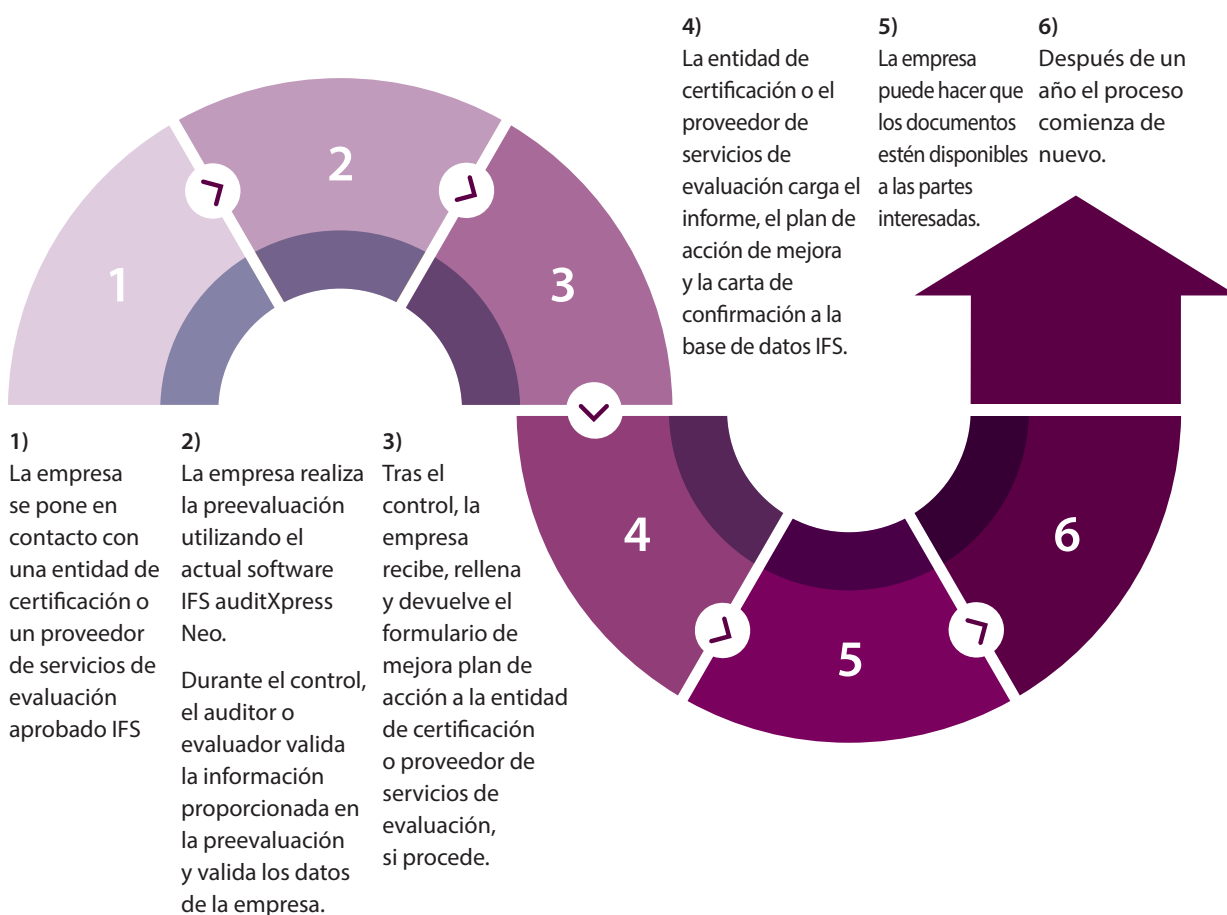 1
2
3
4
5
6
1)
La empresa
se pone en
contacto con
una entidad de
certificación o
un proveedor
de servicios de
evaluación
aprobado IFS
2)
La empresa realiza
la preevaluación
utilizando el
actual software
IFS auditXpress
Neo.
Durante el control,
el auditor o
evaluador valida
la información
proporcionada en
la preevaluación
y valida los datos
de la empresa.
3)
Tras el
control, la
empresa
recibe, rellena
y devuelve el
formulario de
mejora plan de
acción a la entidad
de certificación
o proveedor de
servicios de
evaluación,
si procede.
4)
La entidad de
certificación o el
proveedor de
servicios de
evaluación carga el
informe, el plan de
acción de mejora
y la carta de
confirmación a la
base de datos IFS.
5)
La empresa
puede hacer que
los documentos
estén disponibles
a las partes
interesadas.
6)
Después de un
año el proceso
comienza de
nuevo.